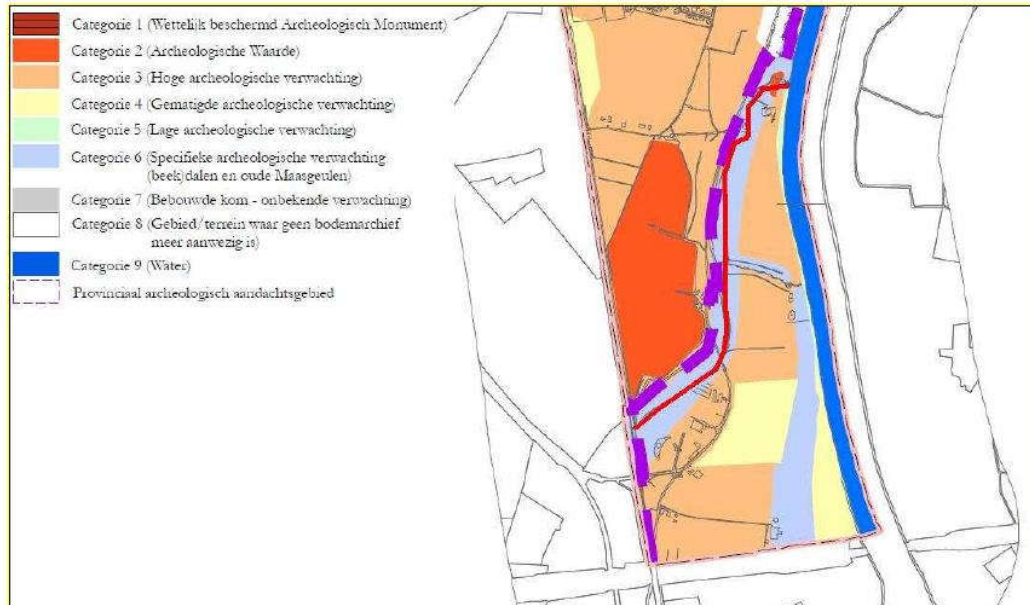 Categorie 1 (Wettelijk beschermd Archeologisch Monument)
Categorie 2 (Archeologische Waarde)
Categorie 3 (Hoge archeologische verwachting)
Categorie 4 (Gematigde archeologische verwachting)
Categorie 5 (Lage archeologische verwachting)
Categorie 6 (Specifieke archeologische verwachting
(beek)dalen en oude Maasgeulen)
Categorie 7 (Bebouwde kom - onbekende verwachting)
Categorie 8 (Gebied/terrein waar geen bodemarchief
meer aanwezig is)
Categorie 9 (Water)
Provinciaal archeologisch aandachtsgebied